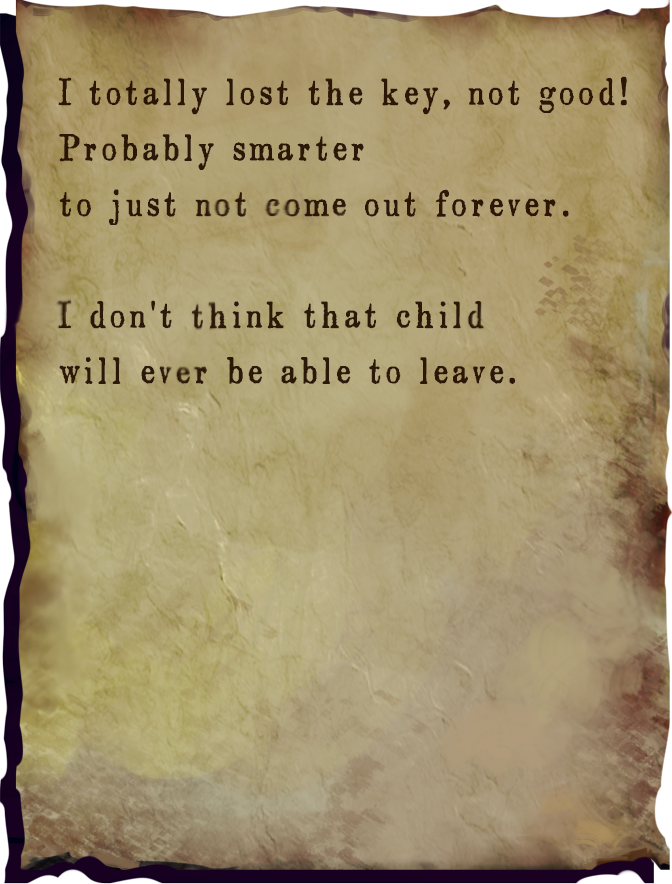 I totally lost the key, not good!
Probably smarter
to just not come out forever.
I don't think that child
will ever be able to leave.